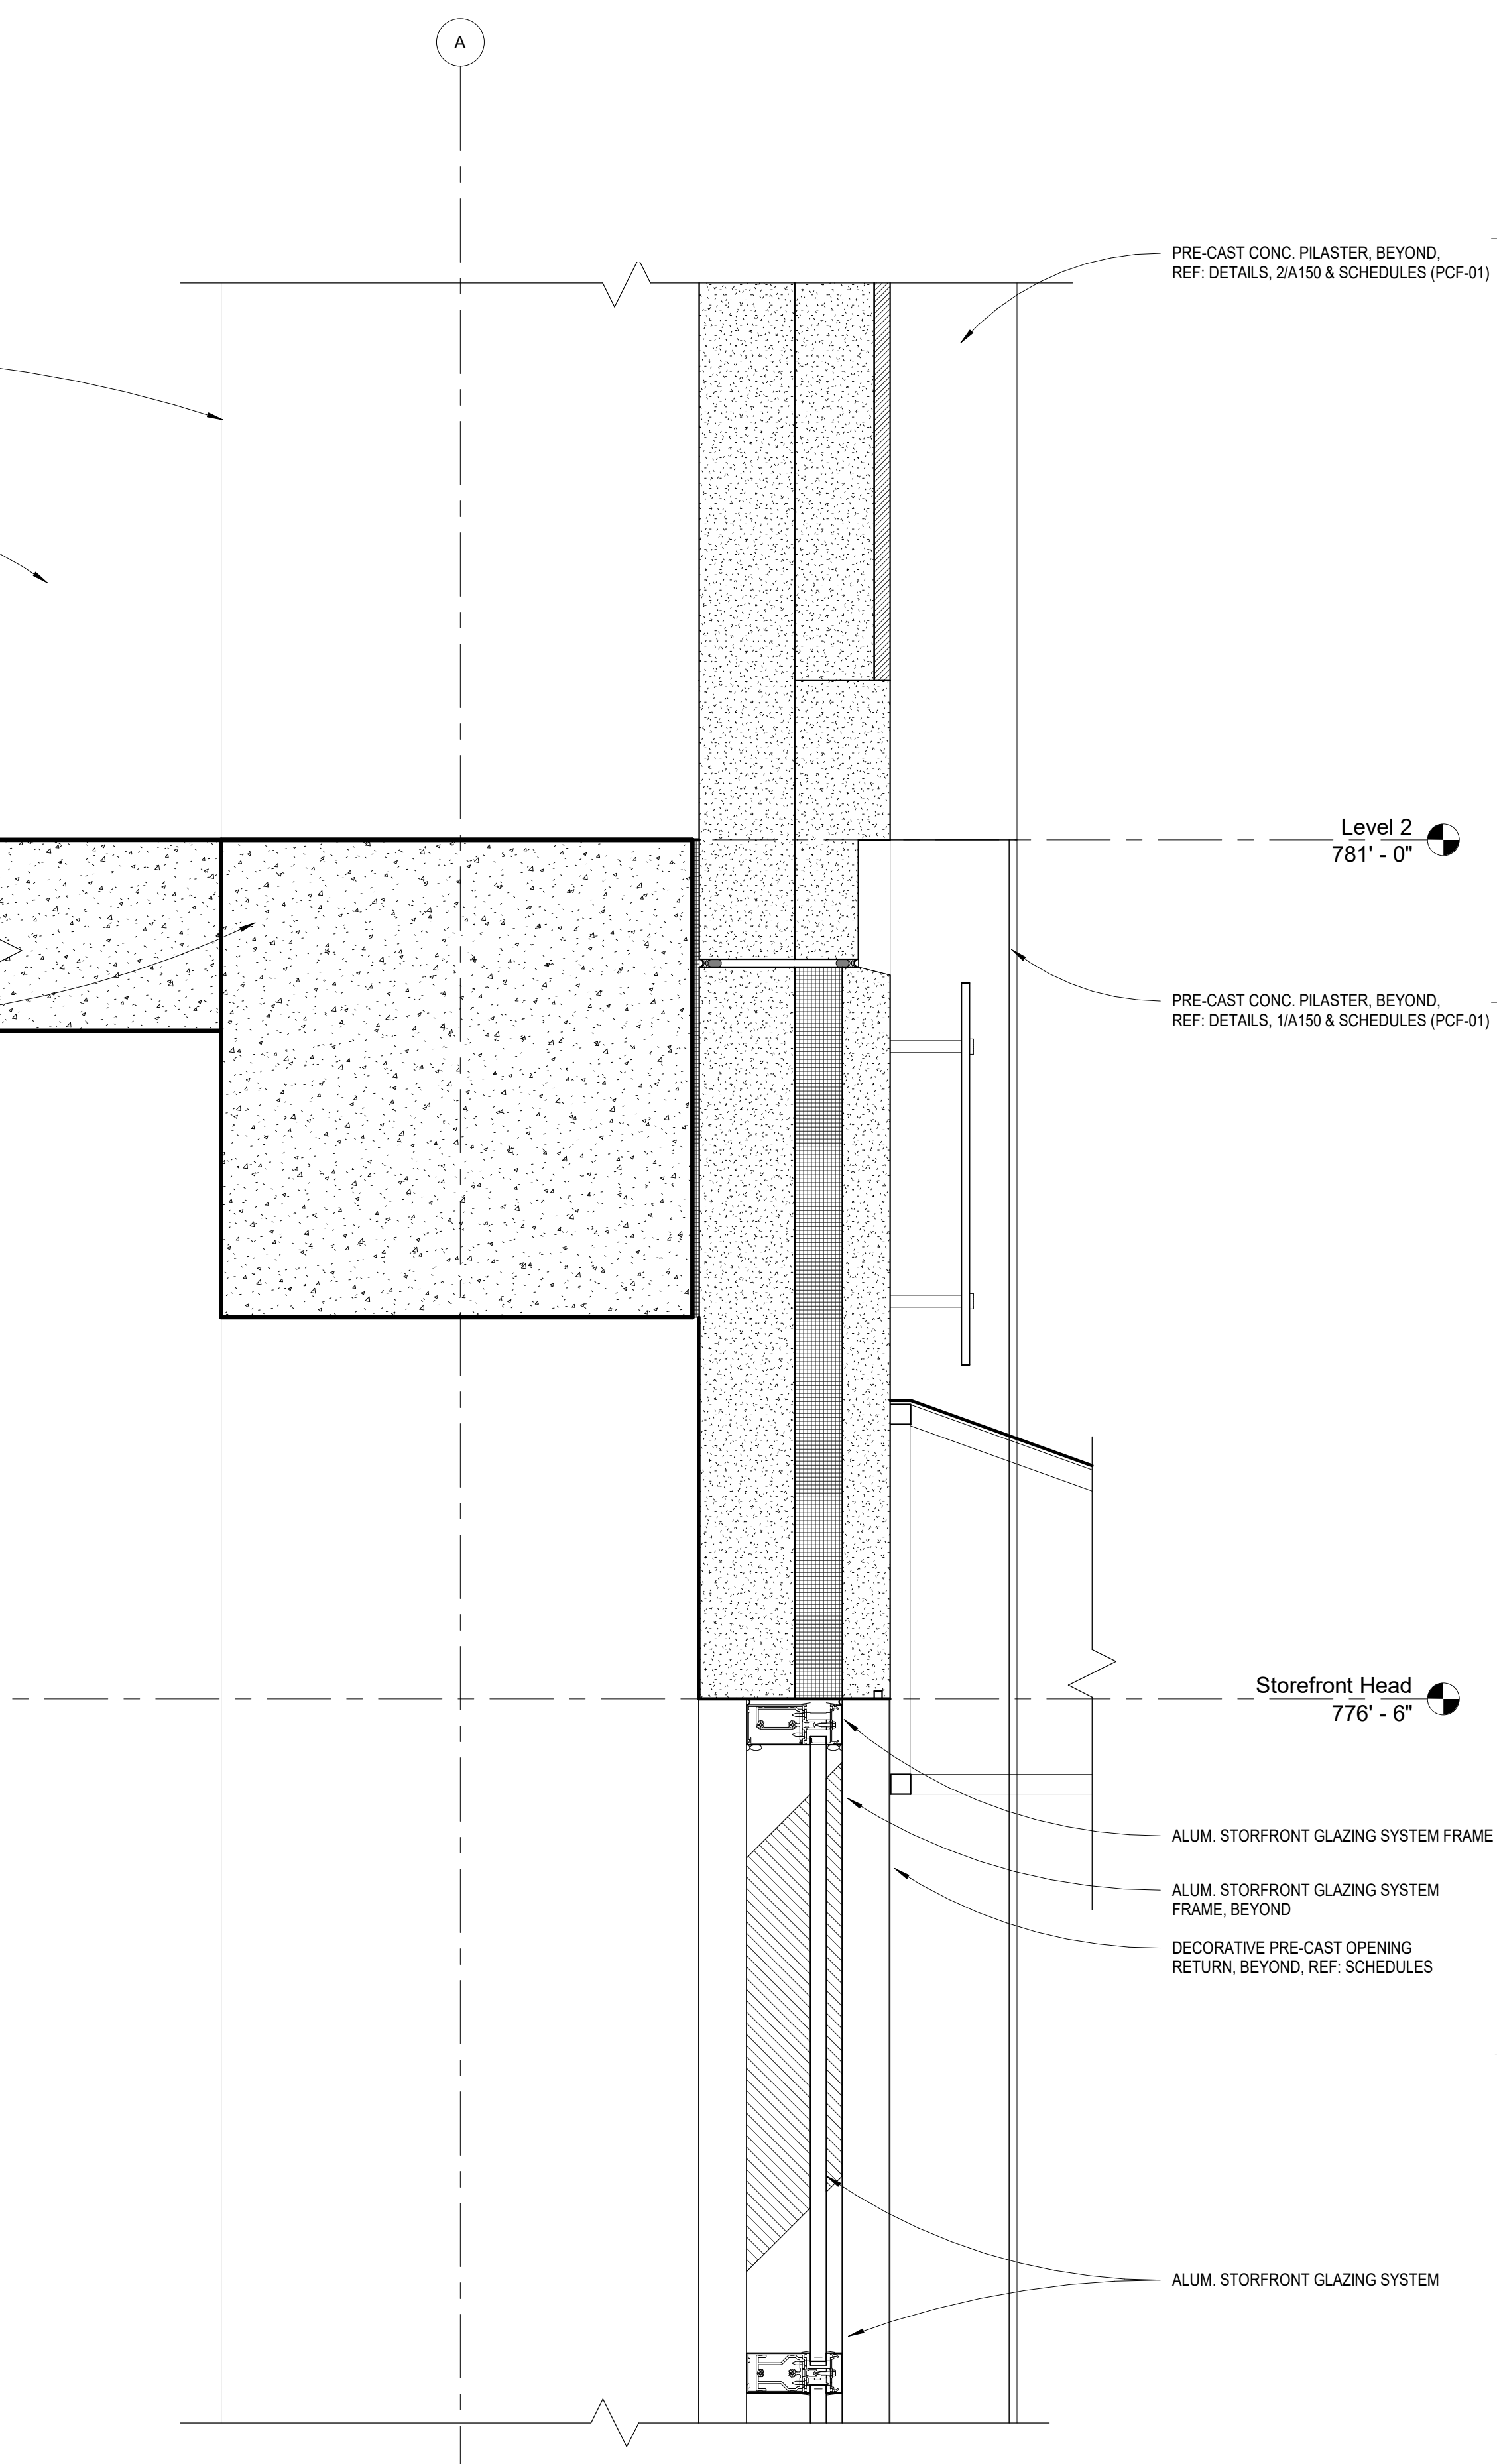 A
PRE-CAST CONC. PILASTER, BEYOND,
REF: DETAILS, 2/A150 & SCHEDULES (PCF-01)
Level 2
781' - 0"
PRE-CAST CONC. PILASTER, BEYOND,
REF: DETAILS, 1/A150 & SCHEDULES (PCF-01)
Storefront Head
776' - 6"
ALUM. STORFRONT GLAZING SYSTEM FRAME
ALUM. STORFRONT GLAZING SYSTEM
FRAME, BEYOND
DECORATIVE PRE-CAST OPENING
RETURN, BEYOND, REF: SCHEDULES
ALUM. STORFRONT GLAZING SYSTEM